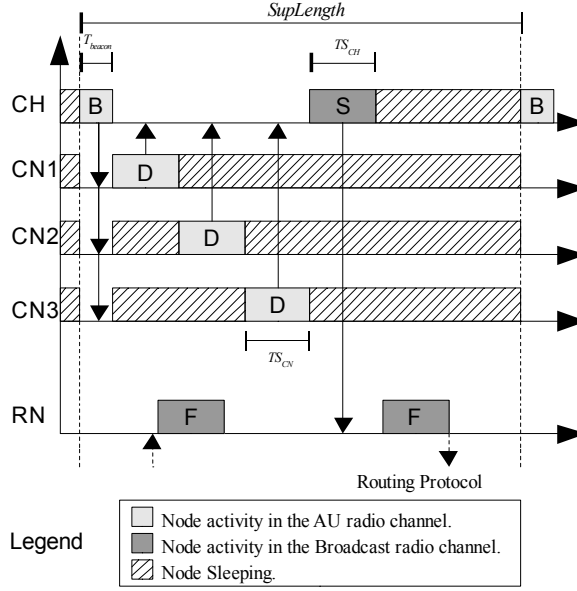 SupLength
T_beacon
TS_CH
CH
B
S
B
CN1
D
CN2
D
CN3
D
TS_CN
RN
F
F
Routing Protocol
Legend
Node activity in the AU radio channel.
Node activity in the Broadcast radio channel.
Node Sleeping.